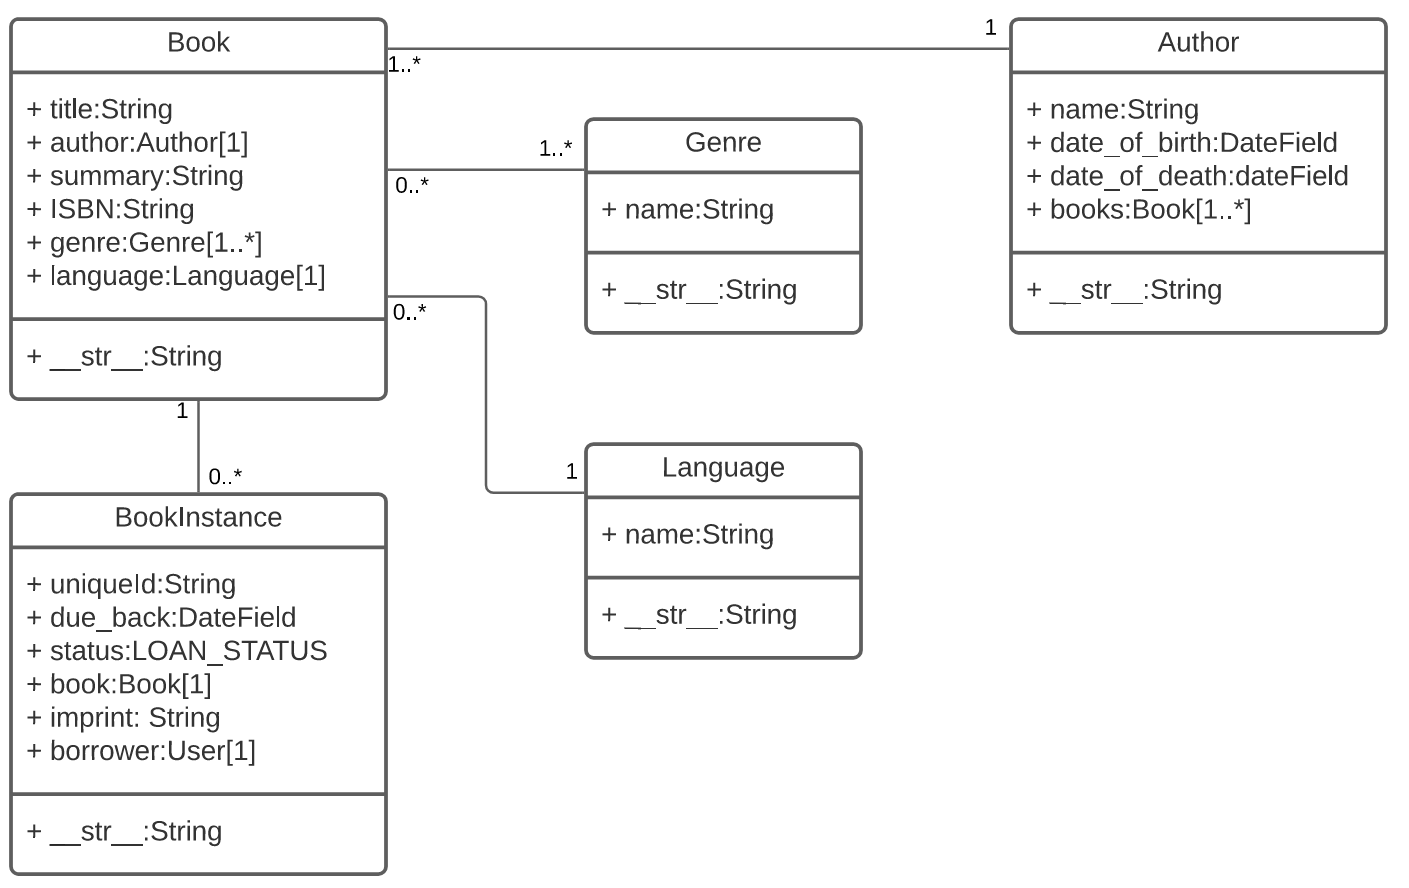 Book
+ title:String
+ author:Author[1]
+ summary:String
+ ISBN:String
+ genre:Genre[1..*]
+ language:Language[1]
+ __str__:String
1..*
1
0..*
1..*
0..*
1
1
0..*
Author
+ name:String
+ date_of_birth:DateField
+ date_of_death:dateField
+ books:Book[1..*]
+ __str__:String
Genre
+ name:String
+ __str__:String
Language
+ name:String
+ __str__:String
BookInstance
+ uniqueId:String
+ due_back:DateField
+ status:LOAN_STATUS
+ book:Book[1]
+ imprint: String
+ borrower:User[1]
+ __str__:String